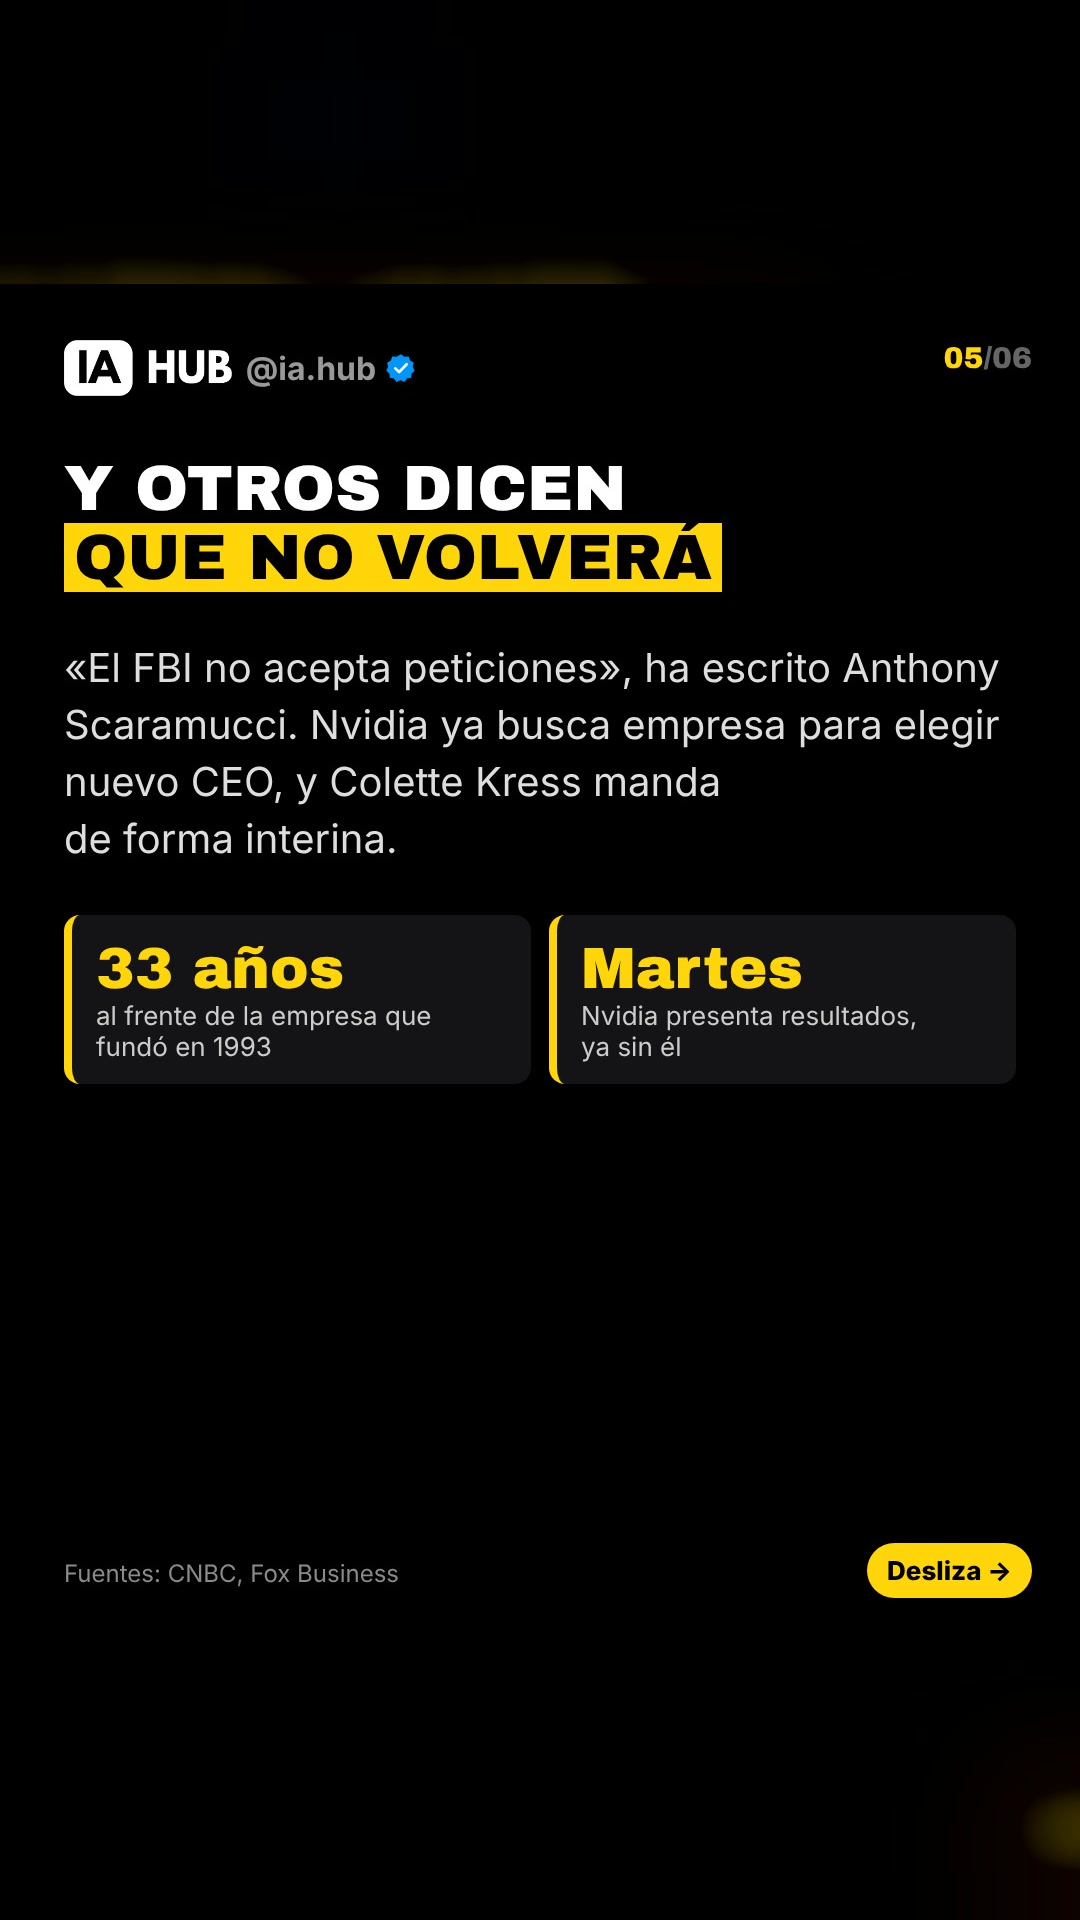 IA HUB @ia.hub
05/06
Y OTROS DICEN
QUE NO VOLVERÁ
«El FBI no acepta peticiones», ha escrito Anthony
Scaramucci. Nvidia ya busca empresa para elegir
nuevo CEO, y Colette Kress manda
de forma interina.
33 años
al frente de la empresa que
fundó en 1993
Martes
Nvidia presenta resultados,
ya sin él
Fuentes: CNBC, Fox Business
Desliza →